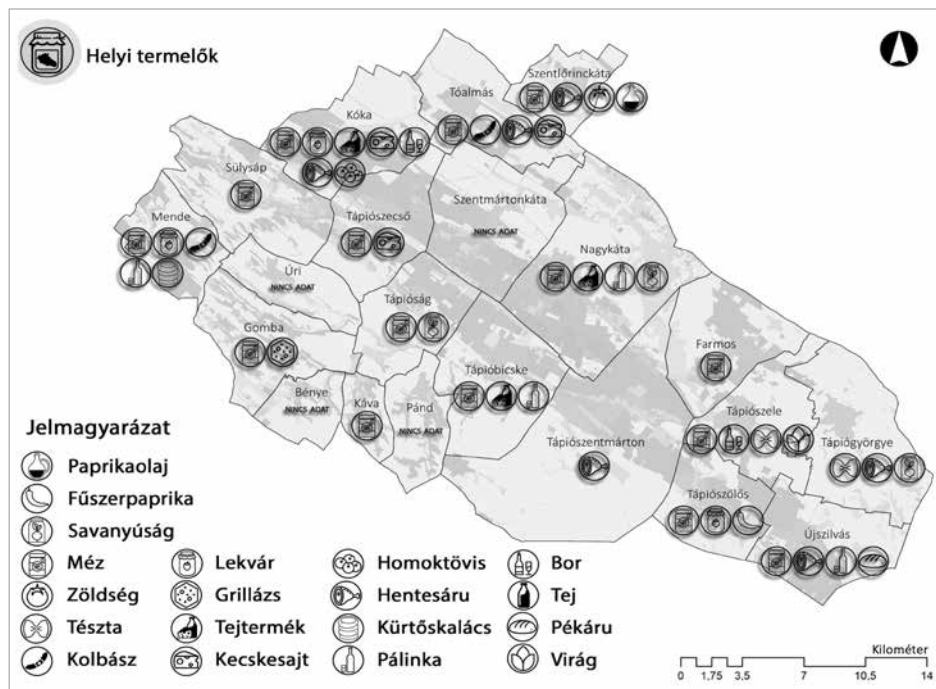 Helyi termelők
Szentlőrinckáta
Tóalmás
Kóka
Sülysáp
Szentmártonkáta
NINCS ADAT
Mende
Tápiószecső
Nagykáta
Úri
NINCS ADAT
Tápióság
Gomba
Farmos
Tápióbicske
Bénye
NINCS ADAT
Káva
Pánd
NINCS ADAT
Tápiószele
Tápiógyörgye
Tápiószentmárton
Tápiószőlős
Újszilvás
Jelmagyarázat
Paprikaolaj
Fűszerpaprika
Savanyúság
Méz
Lekvár
Homoktövis
Bor
Zöldség
Grillázs
Hentesáru
Tej
Tészta
Tejtermék
Kürtőskalács
Pékáru
Kolbász
Kecskesajt
Pálinka
Virág
Kilométer
0 1,75 3,5 7 10,5 14